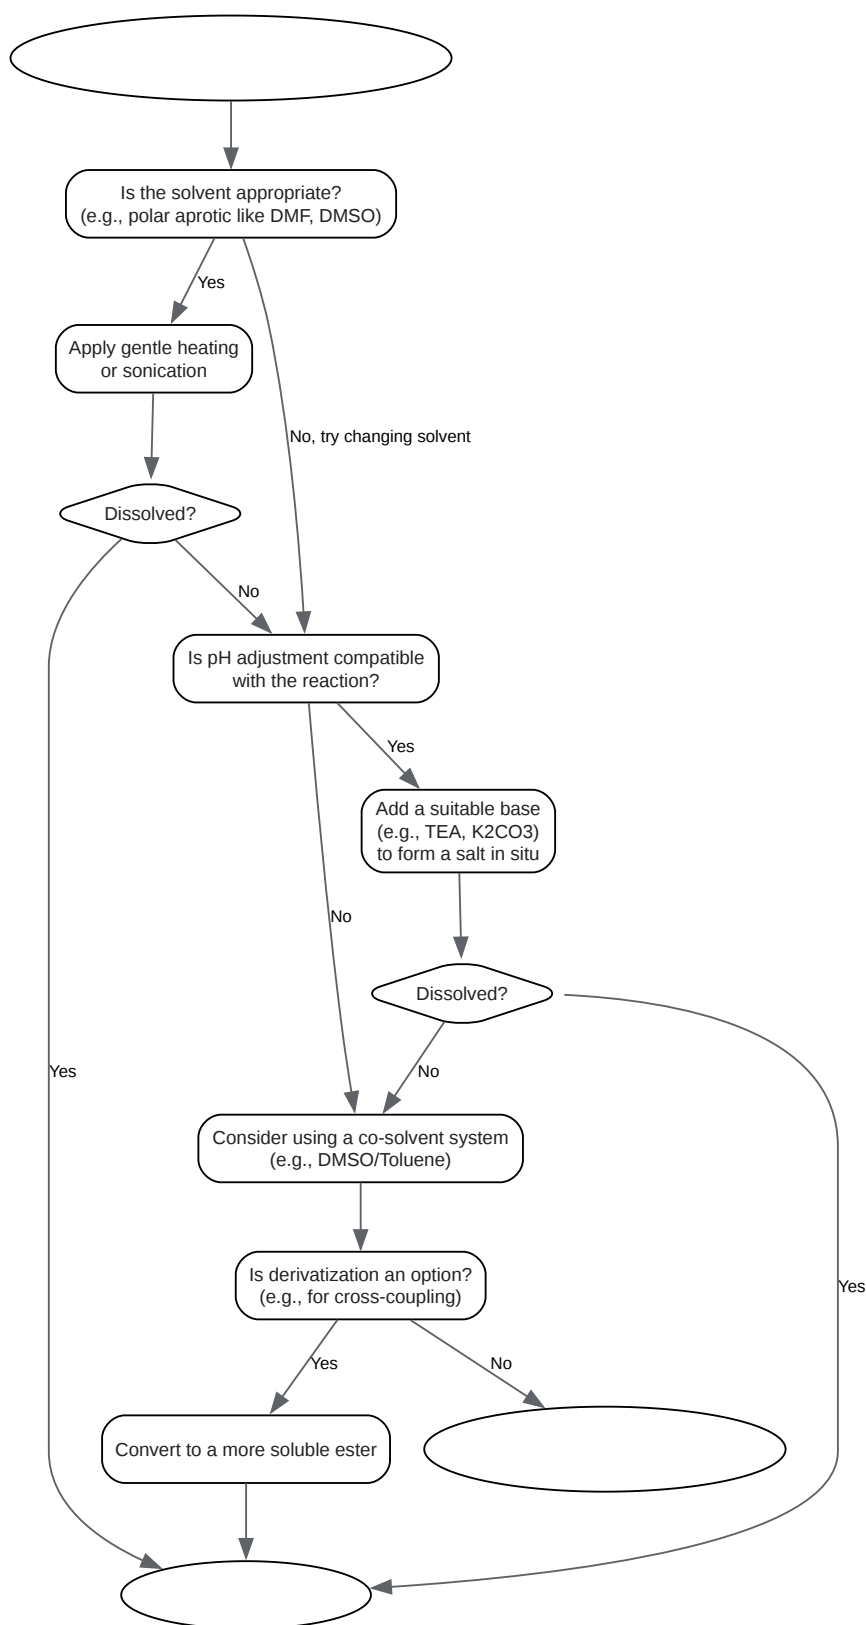 Is the solvent appropriate?
(e.g., polar aprotic like DMF, DMSO)
Yes
Apply gentle heating
or sonication
No, try changing solvent
Dissolved?
No
Is pH adjustment compatible
with the reaction?
Yes
Add a suitable base
(e.g., TEA, K2CO3)
to form a salt in situ
No
Dissolved?
Yes
No
Consider using a co-solvent system
(e.g., DMSO/Toluene)
Is derivatization an option?
(e.g., for cross-coupling)
Yes
Yes
No
Convert to a more soluble ester